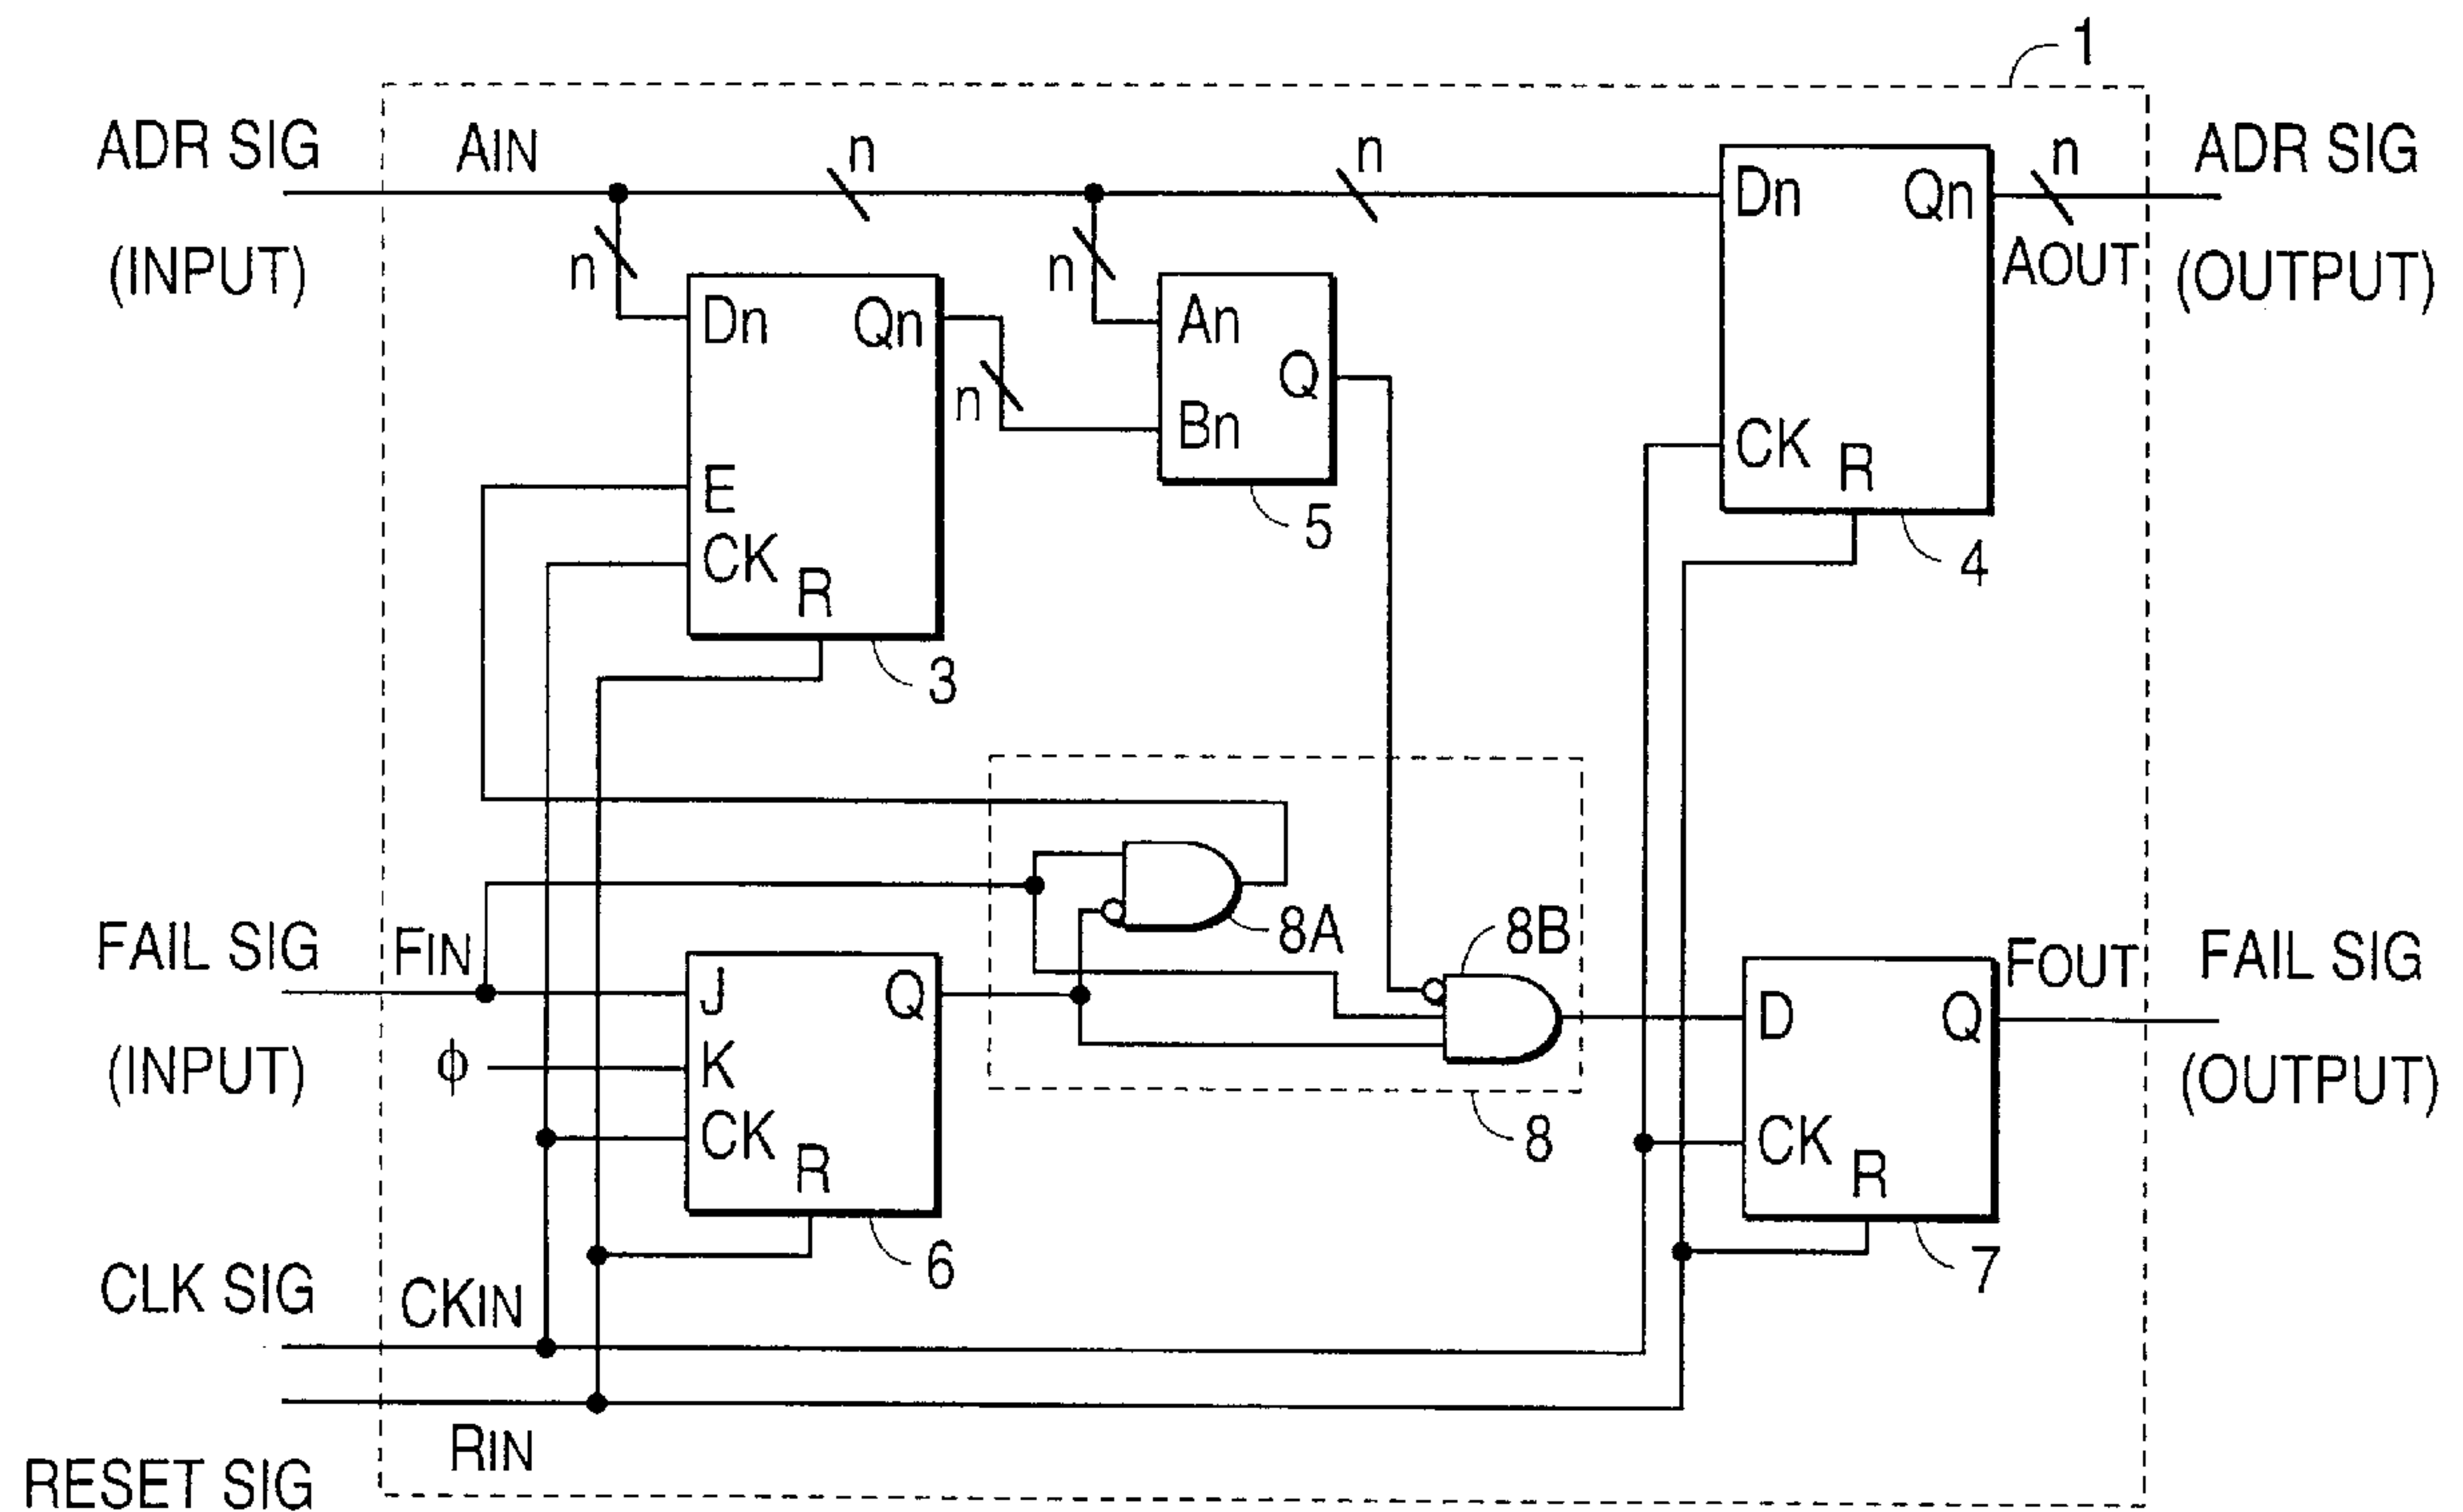 1
ADR SIG
(INPUT)
AIN
n
n
n
n
n
n
Dn
Qn
E
CK
R
3
An
Bn
Q
5
Dn
Qn
CK
R
4
AOUT
ADR SIG
(OUTPUT)
8A
8B
8
FAIL SIG
(INPUT)
FIN
ϕ
J
K
CK
R
Q
6
D
Q
CK
R
7
FOUT
FAIL SIG
(OUTPUT)
CLK SIG
CKIN
RIN
RESET SIG